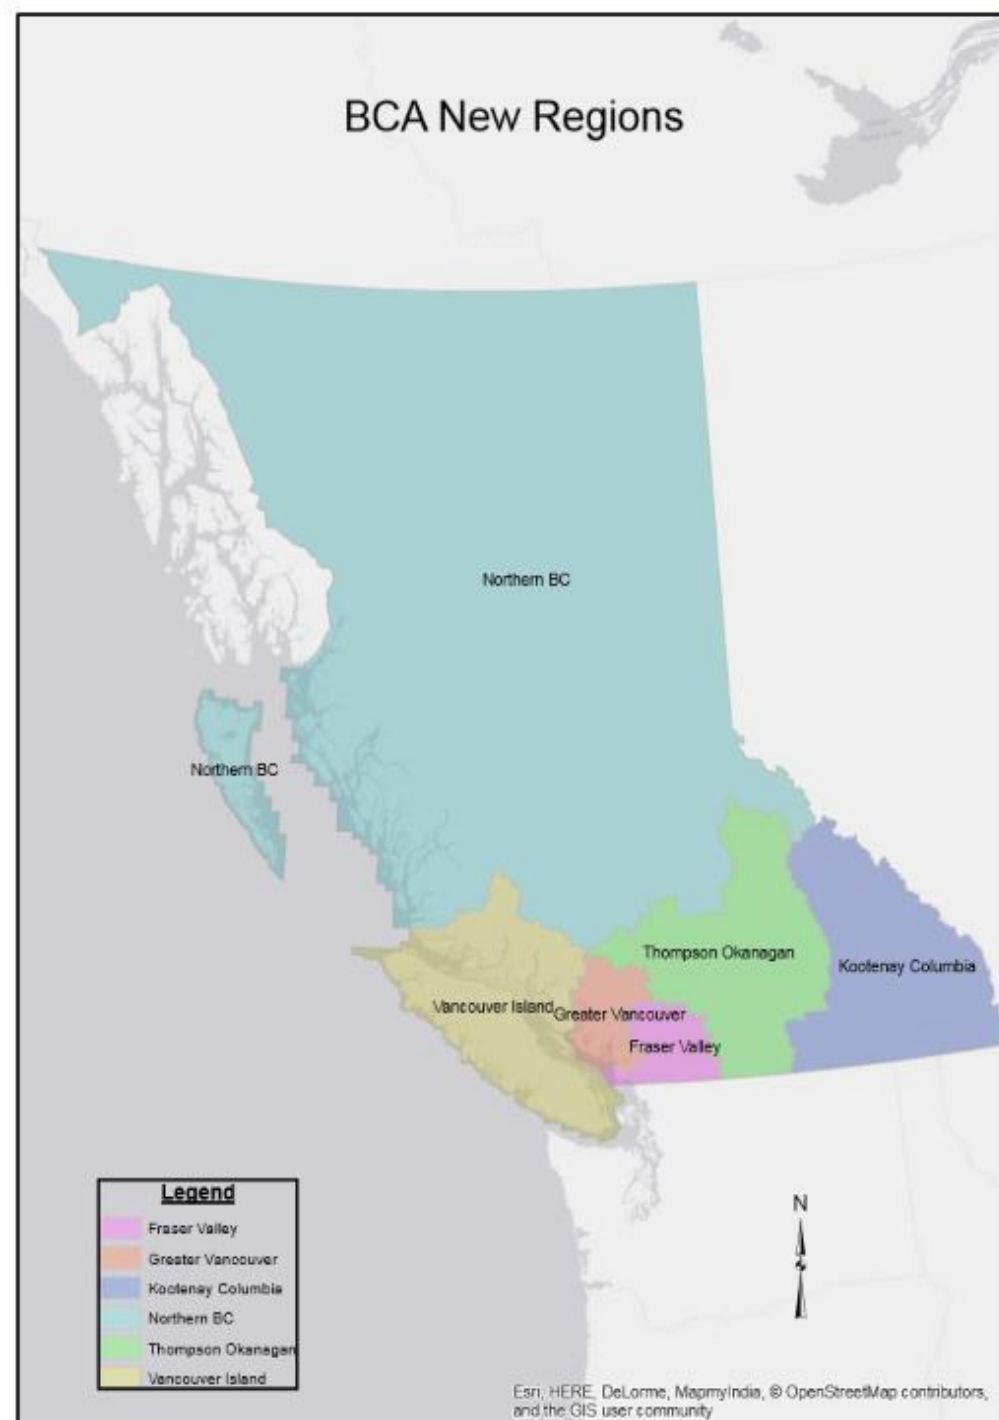 BCA New Regions
Northern BC
Northern BC
Thompson Okanagan
Kootenay Columbia
Vancouver Island
Greater Vancouver
Fraser Valley
Legend
Fraser Valley
Greater Vancouver
Kootenay Columbia
Northern BC
Thompson Okanagan
Vancouver Island
N
Esri, HERE, DeLorme, MapmyIndia, © OpenStreetMap contributors,
and the GIS user community